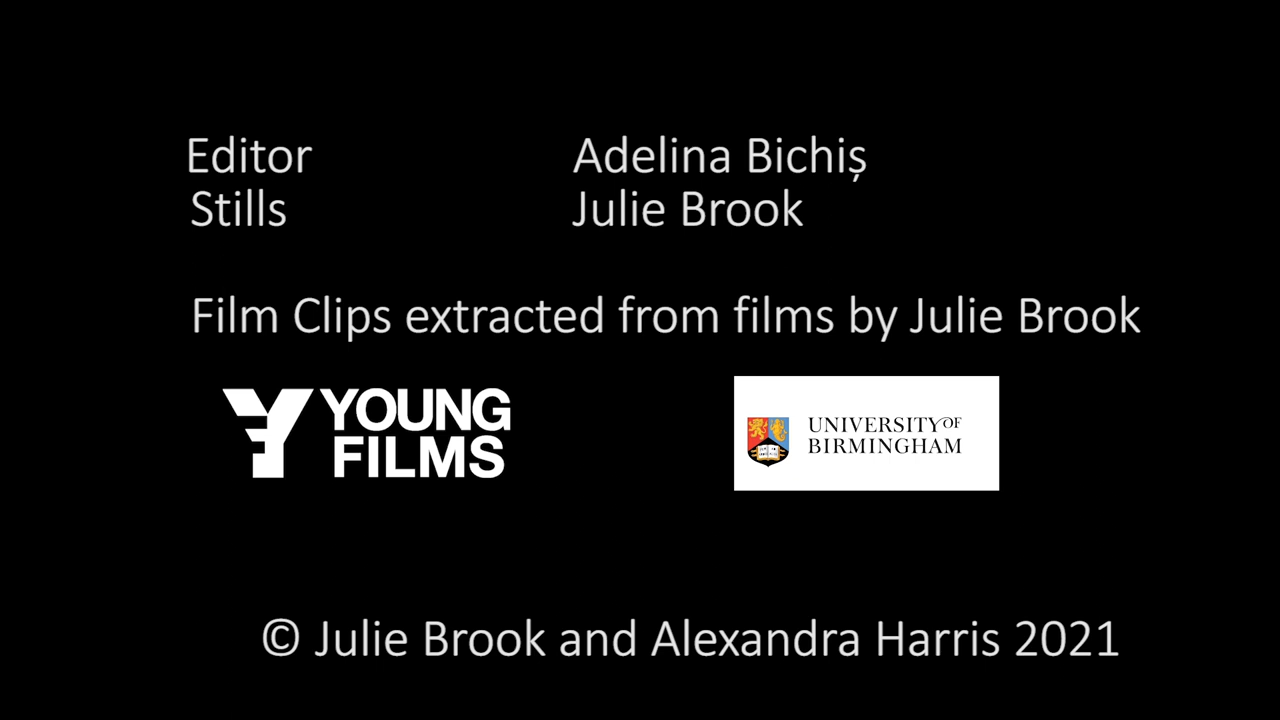 Editor Adelina Bichiș
Stills Julie Brook
Film Clips extracted from films by Julie Brook
YOUNG
FILMS
UNIVERSITY OF
BIRMINGHAM
© Julie Brook and Alexandra Harris 2021